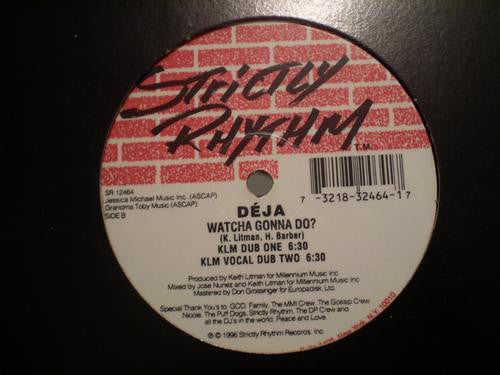 STRICTLY
RHYTHM
T.M.
SR 12464
Jessica Michael Music Inc. (ASCAP)
Grandma Toby Music (ASCAP)
SIDE B
7 -3218-32464-1 7
DÉJA
WATCHA GONNA DO?
(K. Litman, H. Barber)
KLM DUB ONE 6:30
KLM VOCAL DUB TWO 6:30
Produced by Keith Litman for Millennium Music Inc
Mixed by Jose Nunez and Keith Litman for Millennium Music Inc.
Mastered by Don Grossinger for Europadisk, Ltd.
Special Thank You's to: GOD, Family, The MMI Crew, The Gossip Crew
Nicole, The Puff Dogs, Strictly Rhythm, The DP Crew and
all the DJ's in the world. Peace and Love
℗ © 1996 Strictly Rhythm Records, Inc.
New York, N.Y. 10010